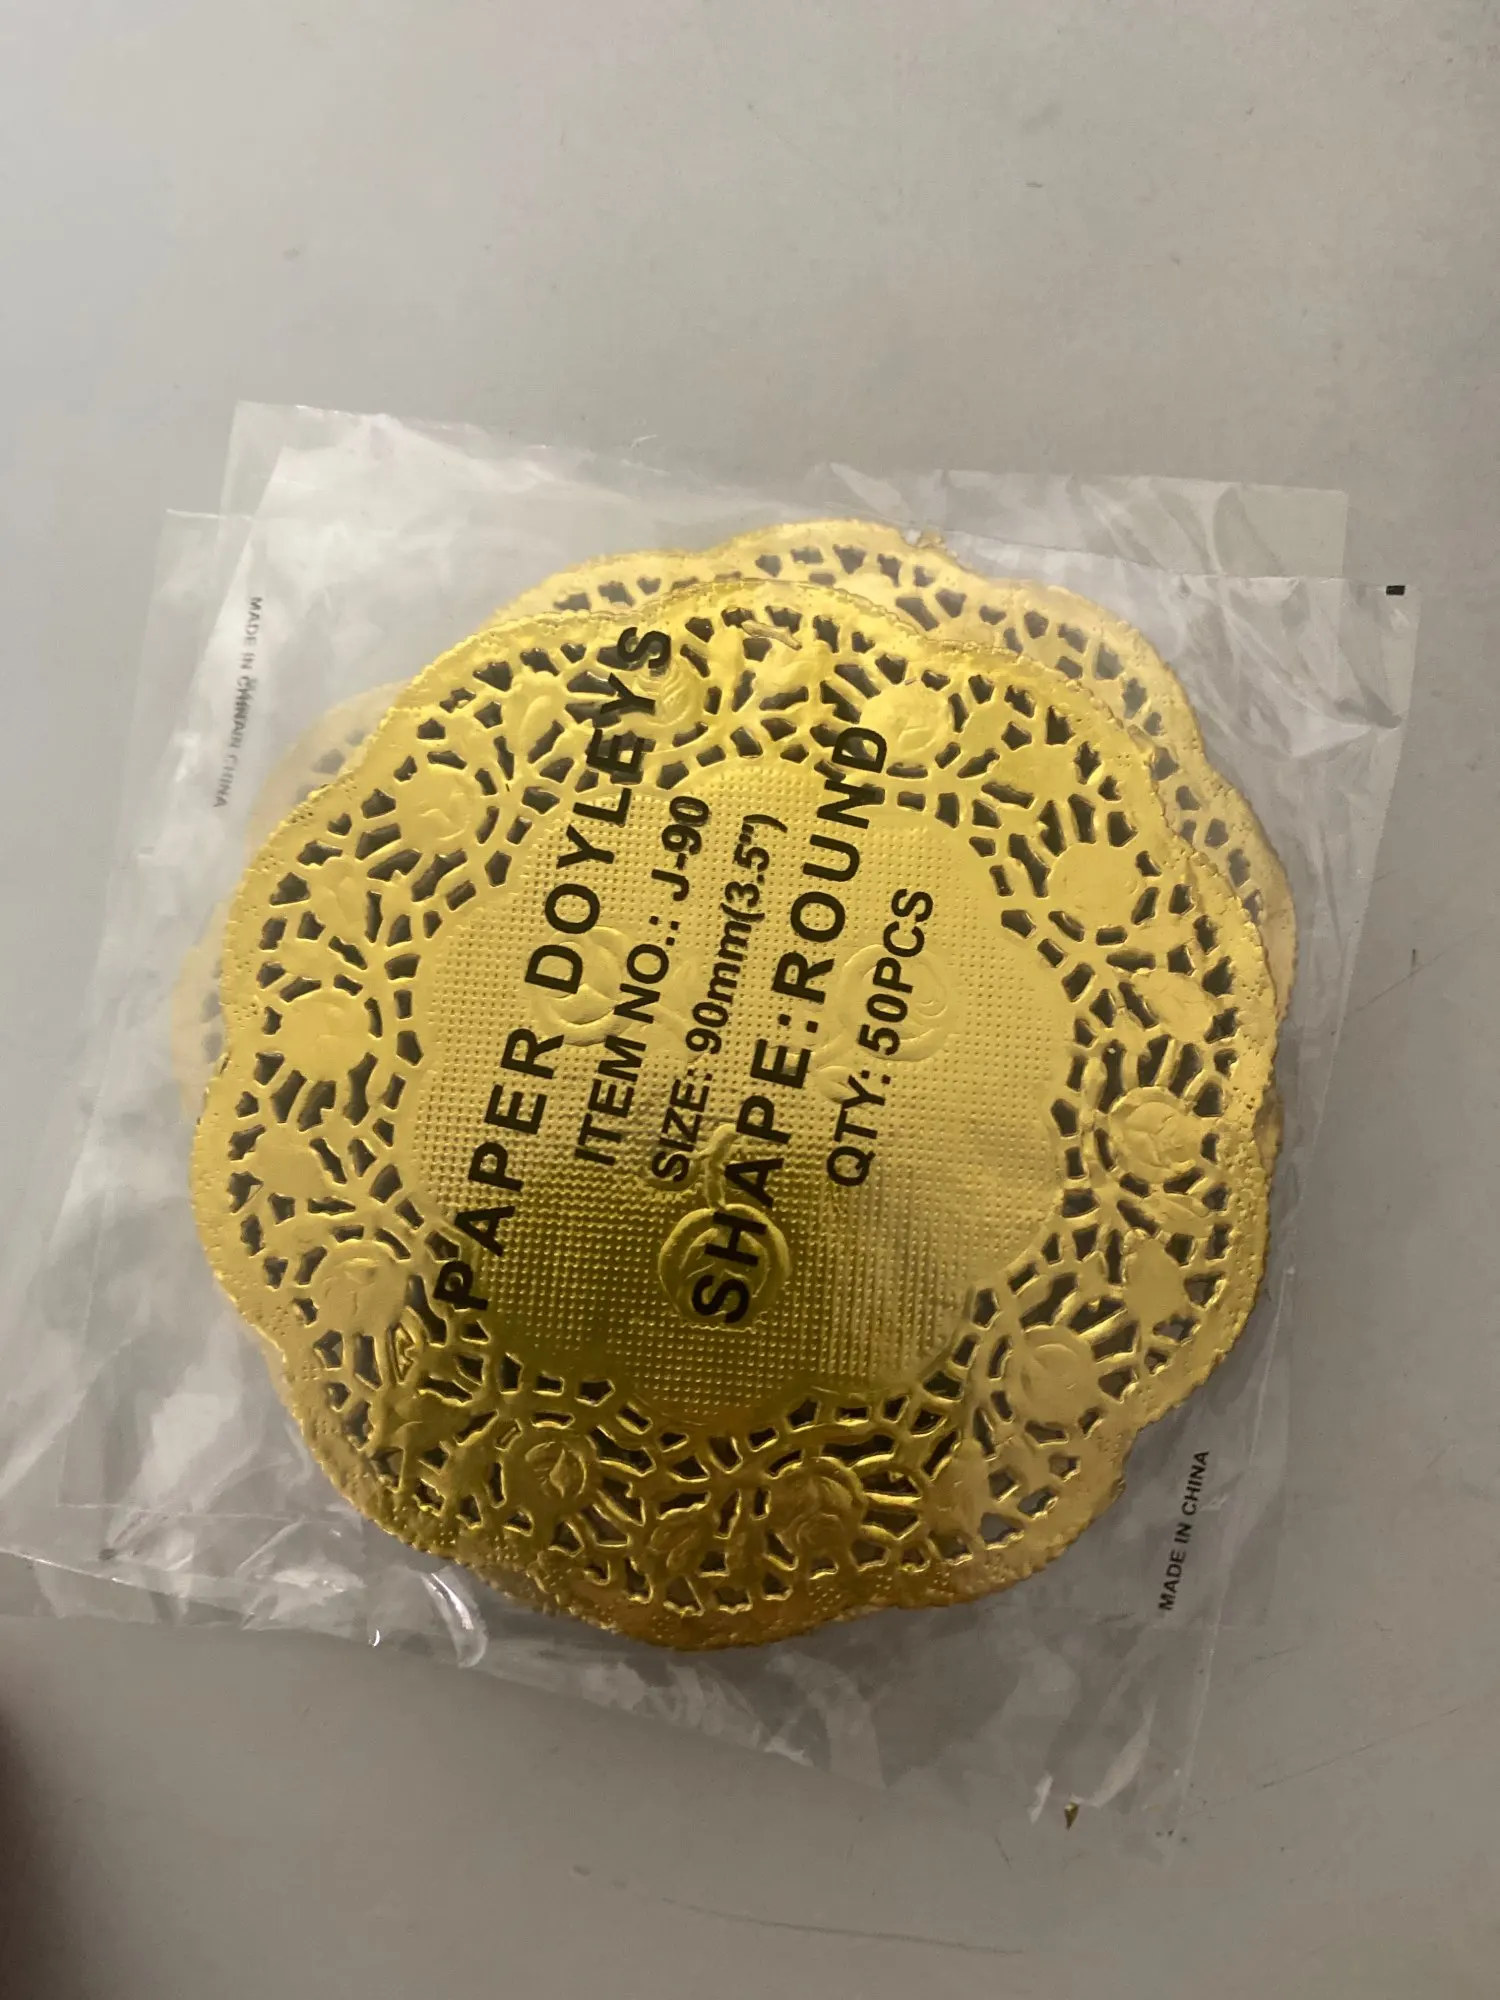 PAPER DOYLEYS
ITEM NO.: J-90
SIZE: 90mm(3.5")
SHAPE:ROUND
QTY: 50PCS
MADE IN CHINA
MADE IN CHINA